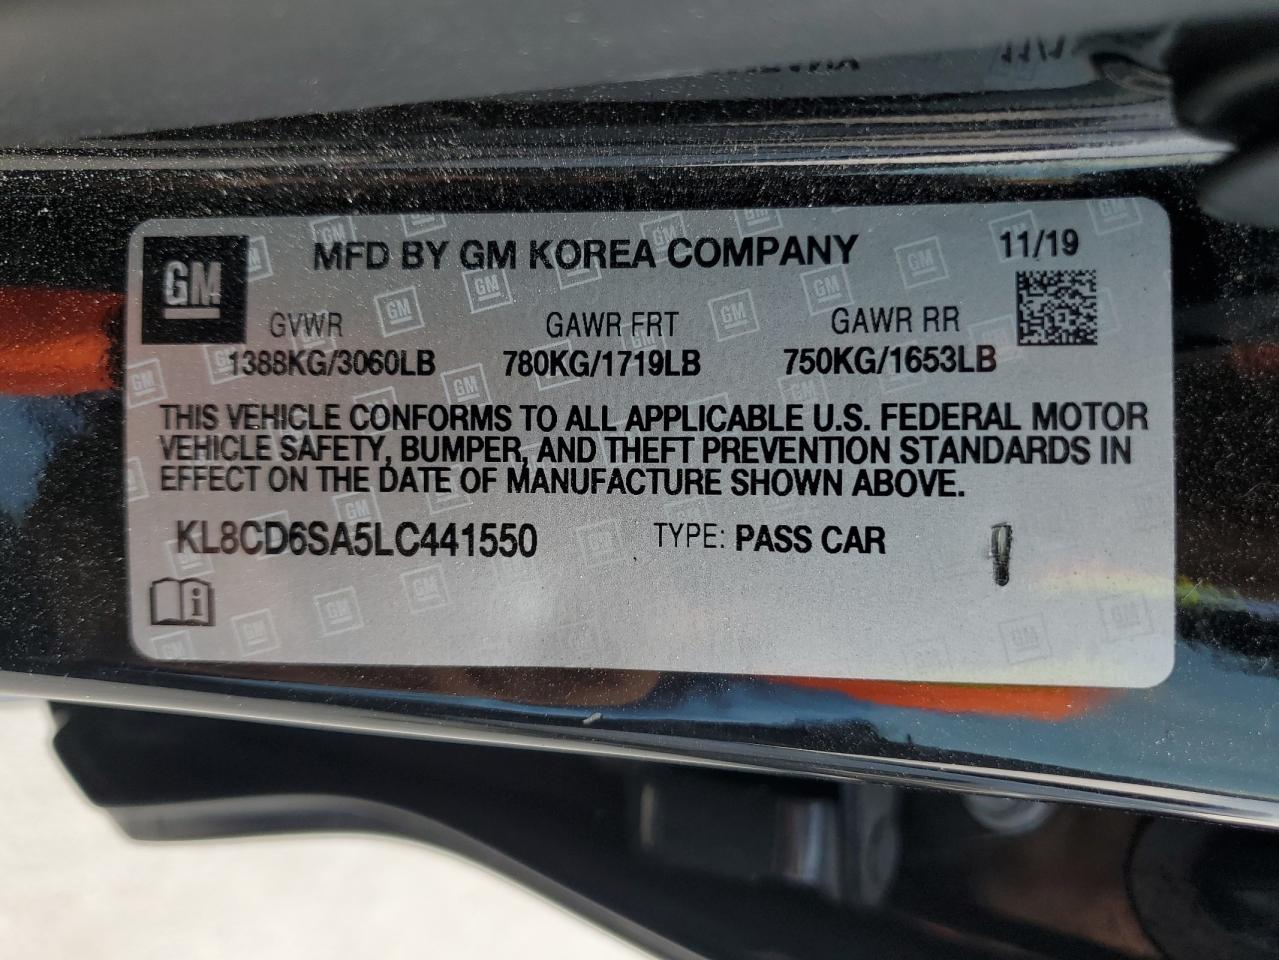 GM
MFD BY GM KOREA COMPANY
11/19
GVWR GAWR FRT GAWR RR
1388KG/3060LB 780KG/1719LB 750KG/1653LB
THIS VEHICLE CONFORMS TO ALL APPLICABLE U.S. FEDERAL MOTOR
VEHICLE SAFETY, BUMPER, AND THEFT PREVENTION STANDARDS IN
EFFECT ON THE DATE OF MANUFACTURE SHOWN ABOVE.
KL8CD6SA5LC441550 TYPE: PASS CAR
i